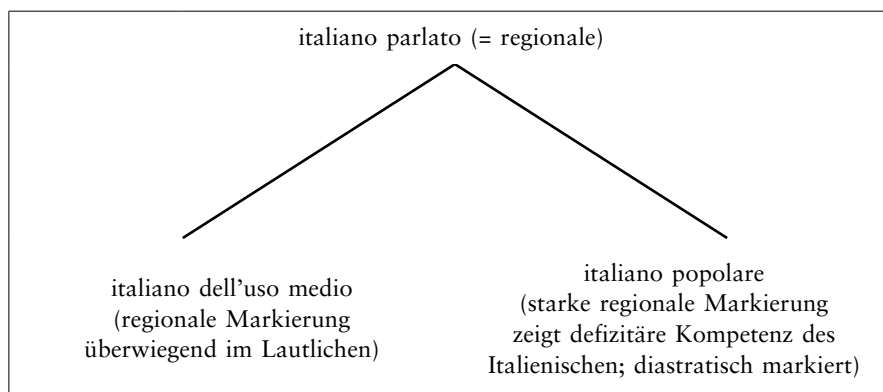 italiano parlato (= regionale)
italiano dell’uso medio
(regionale Markierung
überwiegend im Lautlichen)
italiano popolare
(starke regionale Markierung
zeigt defizitäre Kompetenz des
Italienischen; diastratisch markiert)